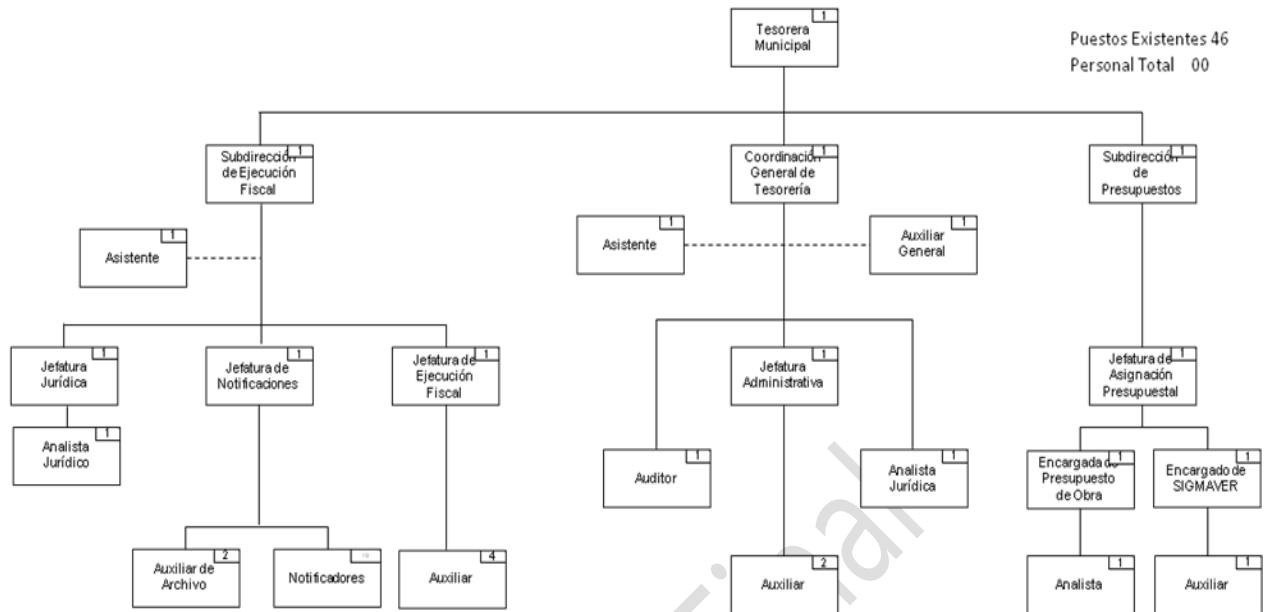 1
Tesorera
Municipal
Puestos Existentes 46
Personal Total 00
1
Subdirección
de Ejecución
Fiscal
1
Coordinación
General de
Tesorería
1
Subdirección
de
Presupuestos
1
Asistente
1
Asistente
1
Auxiliar
General
1
Jefatura
Jurídica
1
Jefatura de
Notificaciones
1
Jefatura de
Ejecución
Fiscal
1
Jefatura
Administrativa
1
Jefatura de
Asignación
Presupuestal
1
Analista
Jurídico
1
Auditor
1
Analista
Jurídica
1
Encargada de
Presupuesto
de Obra
1
Encargado de
SIGMAVER
2
Auxiliar de
Archivo
Notificadores
4
Auxiliar
2
Auxiliar
1
Analista
1
Auxiliar
Final